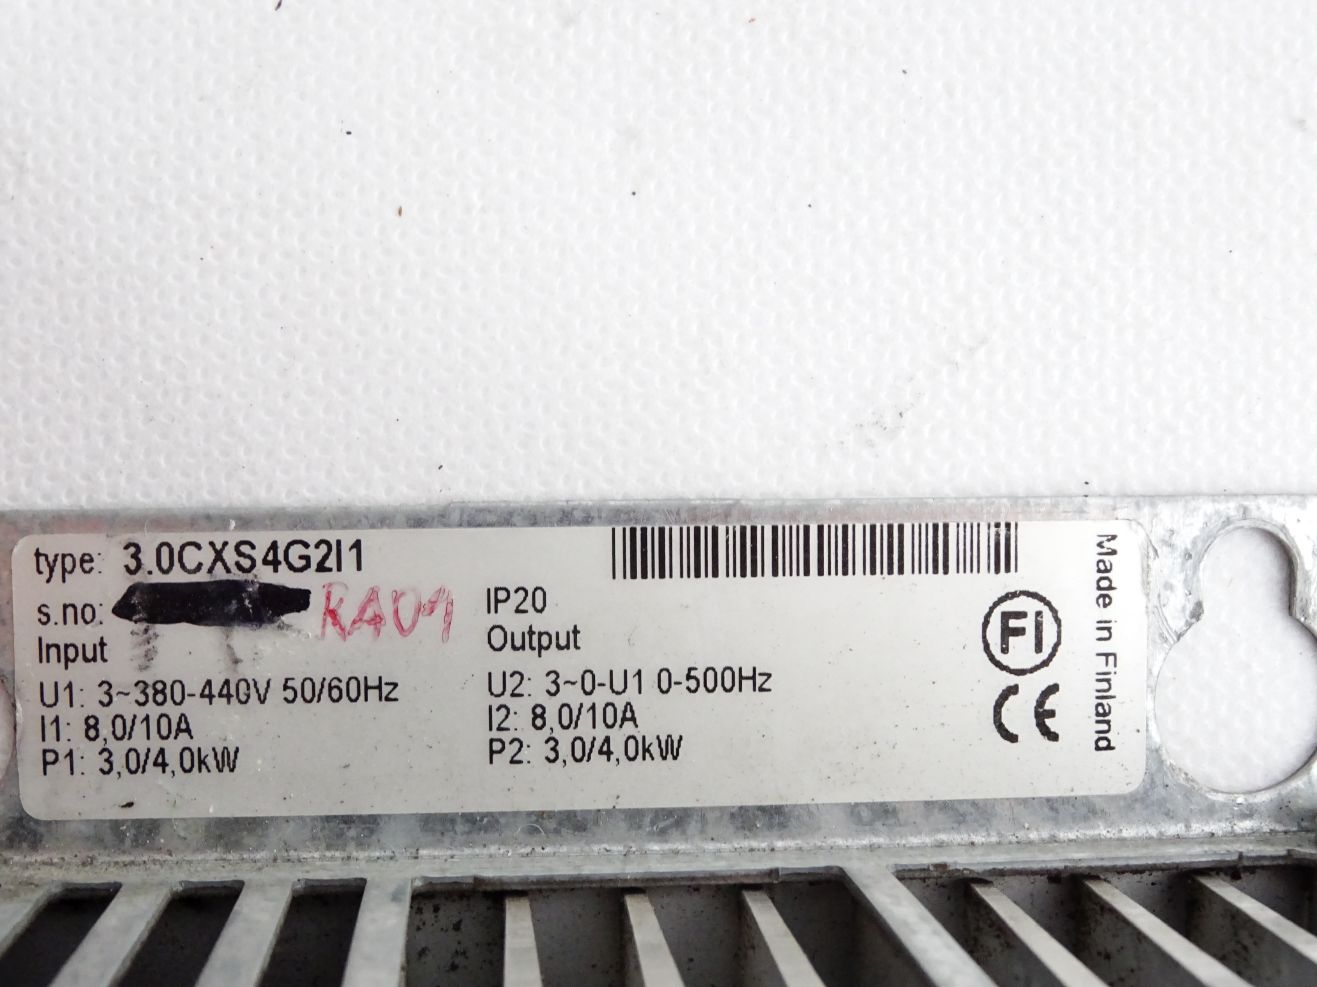 type: 3.0CXS4G2I1
s.no: RA01
Input
U1: 3~380-440V 50/60Hz
I1: 8,0/10A
P1: 3,0/4,0kW
IP20
Output
U2: 3~0-U1 0-500Hz
I2: 8,0/10A
P2: 3,0/4,0kW
FI
CE
Made in Finland